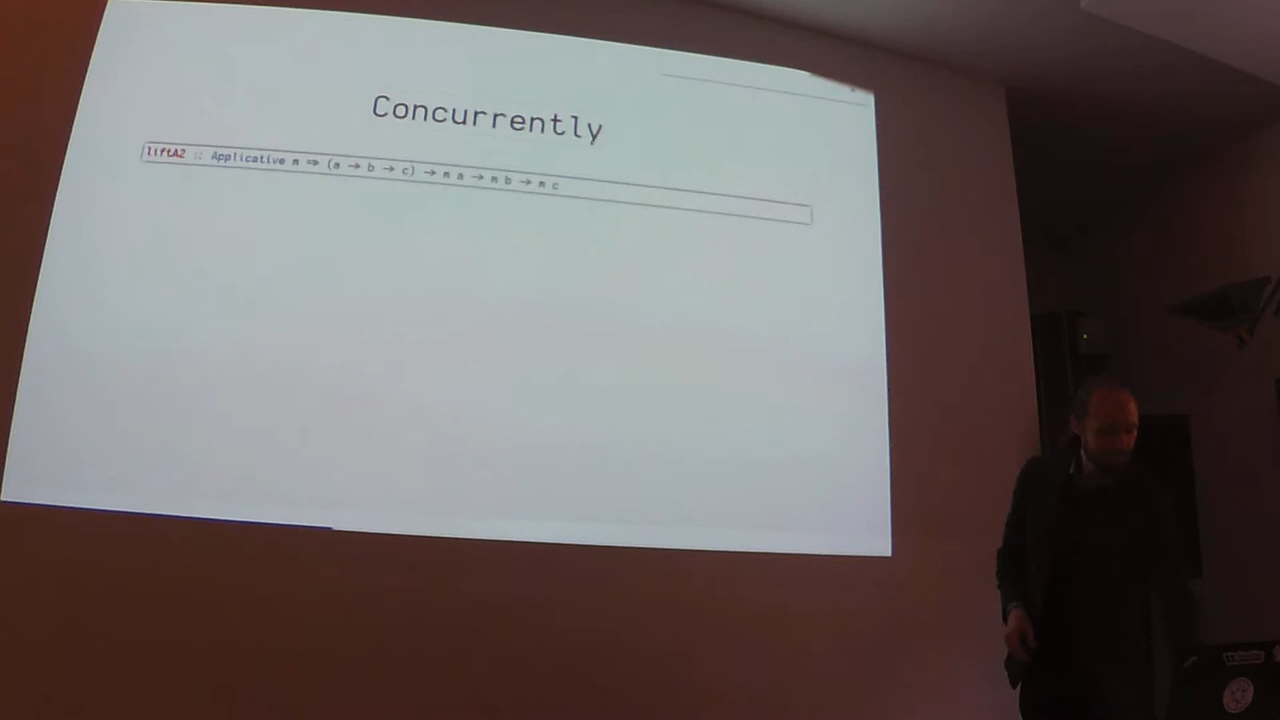 Concurrently
liftA2 :: Applicative m ⇒ (a → b → c) → m a → m b → m c